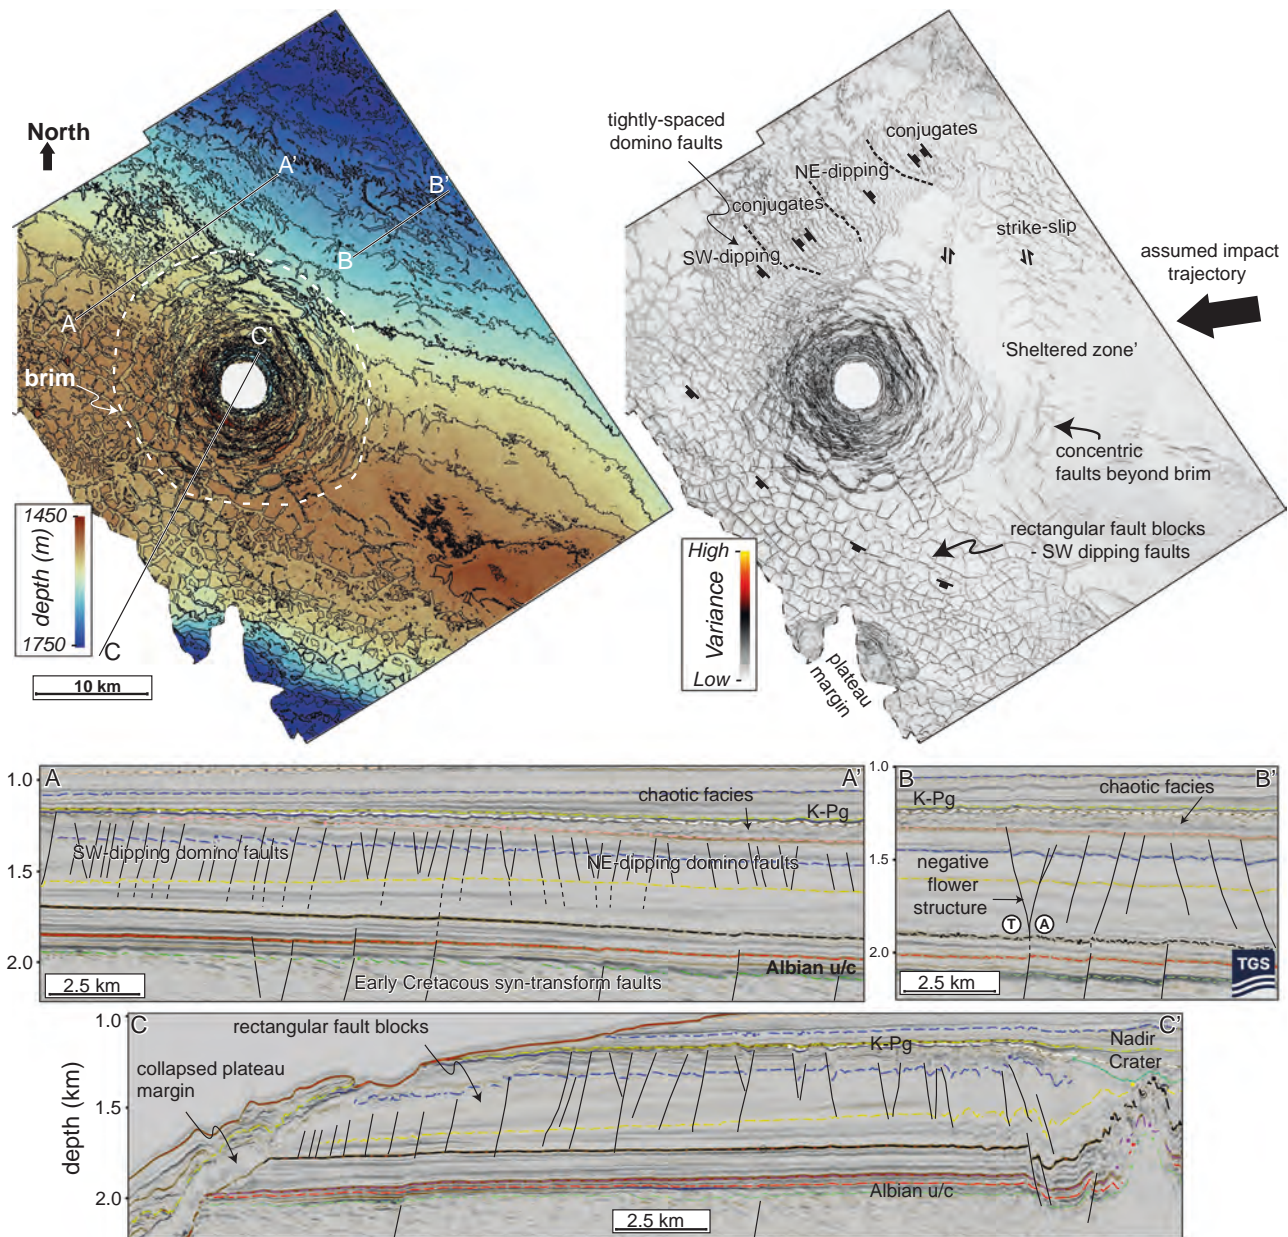 North
A
A'
B
B'
C'
C
brim
1450
depth (m)
1750
10 km
tightly-spaced
domino faults
conjugates
NE-dipping
conjugates
SW-dipping
strike-slip
assumed impact
trajectory
'Sheltered zone'
concentric
faults beyond brim
rectangular fault blocks
- SW dipping faults
High
Variance
Low
plateau
margin
A
A'
1.0
1.5
2.0
chaotic facies
K-Pg
SW-dipping domino faults
NE-dipping domino faults
Albian u/c
Early Cretacous syn-transform faults
2.5 km
B
B'
1.0
1.5
2.0
K-Pg
chaotic facies
negative
flower
structure
T
A
TGS
2.5 km
C
C'
1.0
1.5
2.0
depth (km)
rectangular fault blocks
collapsed plateau
margin
K-Pg
Nadir
Crater
Albian u/c
2.5 km